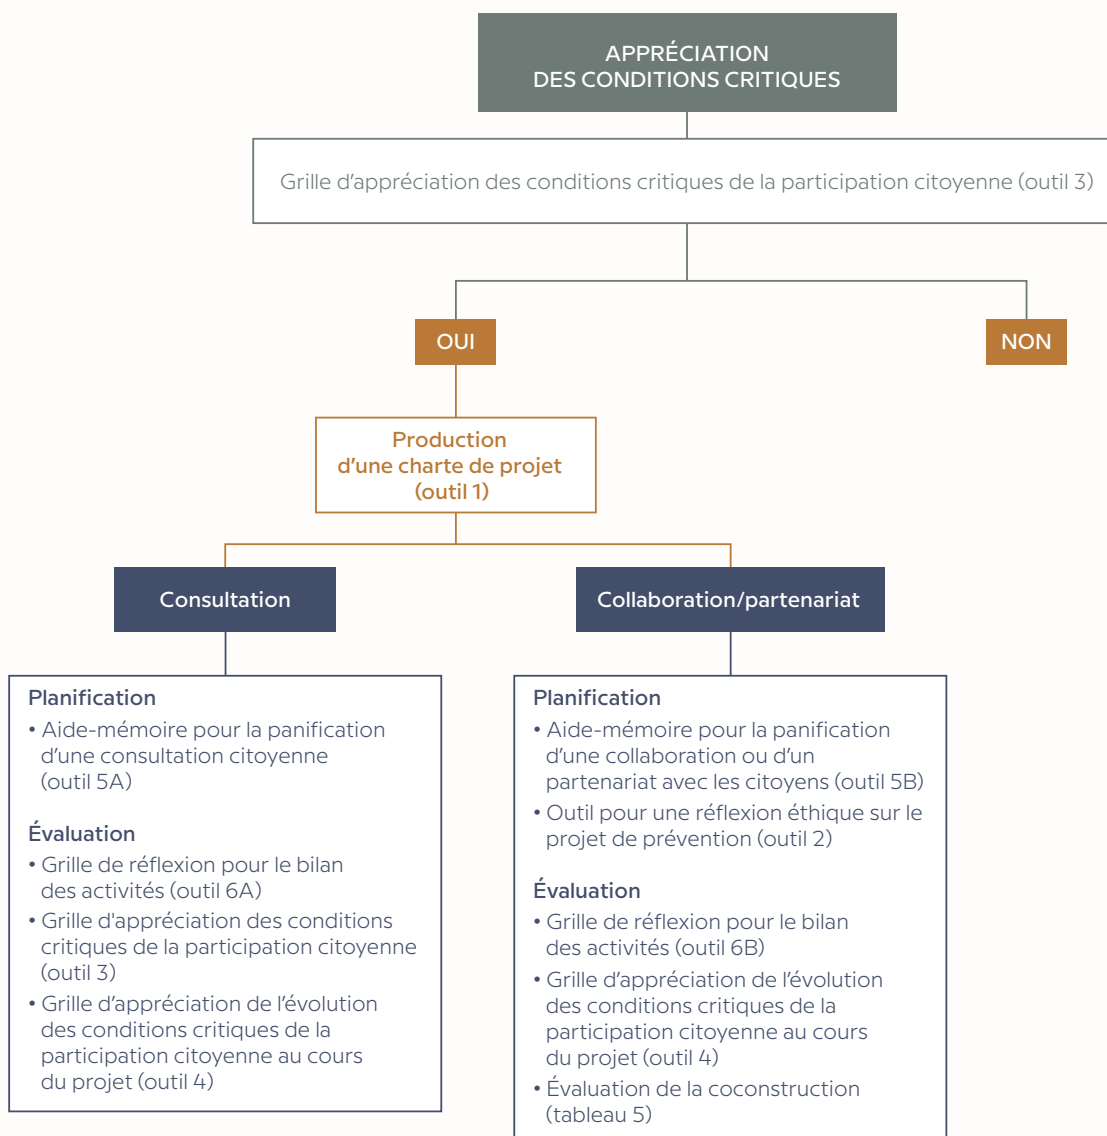 APPRÉCIATION
DES CONDITIONS CRITIQUES
Grille d’appréciation des conditions critiques de la participation citoyenne (outil 3)
OUI
NON
Production
d’une charte de projet
(outil 1)
Consultation
Collaboration/partenariat
Planification
• Aide-mémoire pour la panification
d’une consultation citoyenne
(outil 5A)
Évaluation
• Grille de réflexion pour le bilan
des activités (outil 6A)
• Grille d'appréciation des conditions
critiques de la participation citoyenne
(outil 3)
• Grille d’appréciation de l’évolution
des conditions critiques de la
participation citoyenne au cours
du projet (outil 4)
Planification
• Aide-mémoire pour la panification
d’une collaboration ou d’un
partenariat avec les citoyens (outil 5B)
• Outil pour une réflexion éthique sur le
projet de prévention (outil 2)
Évaluation
• Grille de réflexion pour le bilan
des activités (outil 6B)
• Grille d’appréciation de l’évolution
des conditions critiques de la
participation citoyenne au cours
du projet (outil 4)
• Évaluation de la coconstruction
(tableau 5)